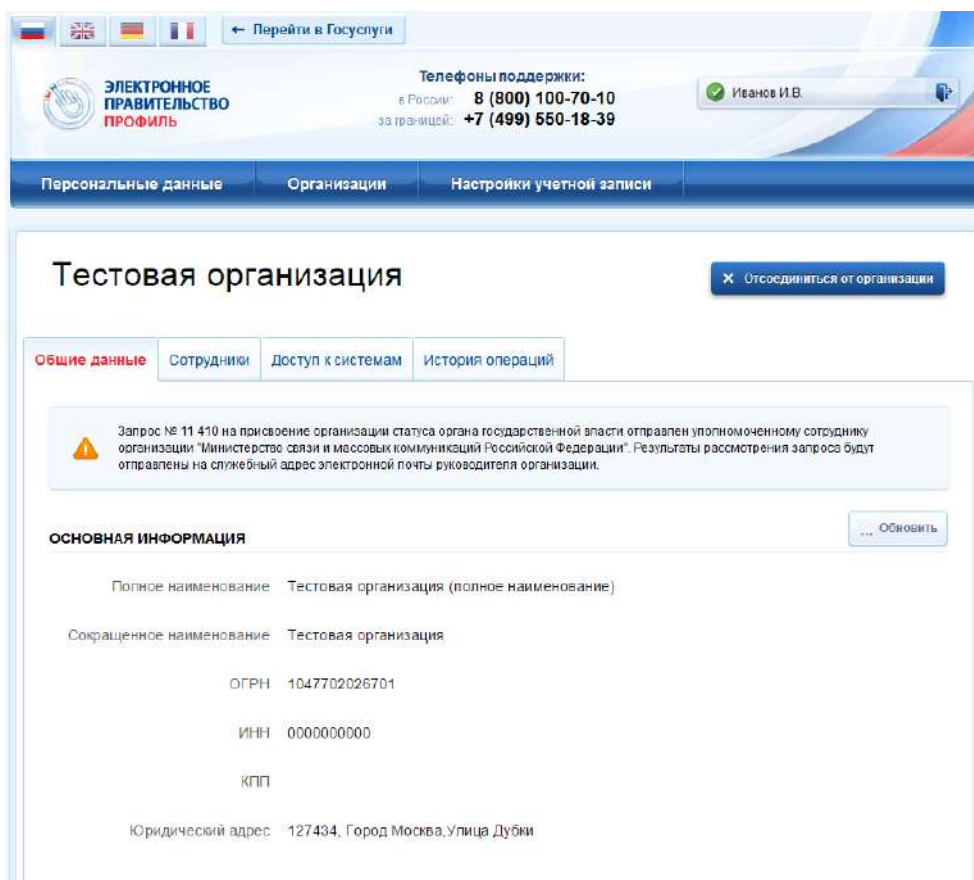 ← Перейти в Госуслуги
ЭЛЕКТРОННОЕ
ПРАВИТЕЛЬСТВО
ПРОФИЛЬ
Телефоны поддержки:
в России: 8 (800) 100-70-10
за границей: +7 (499) 550-18-39
Иванов И.В.
Персональные данные Организации Настройки учетной записи
Тестовая организация
× Отсоединиться от организации
Общие данные Сотрудники Доступ к системам История операций
Запрос № 11 410 на присвоение организации статуса органа государственной власти отправлен уполномоченному сотруднику
организации "Министерство связи и массовых коммуникаций Российской Федерации". Результаты рассмотрения запроса будут
отправлены на служебный адрес электронной почты руководителя организации.
ОСНОВНАЯ ИНФОРМАЦИЯ
... Обновить
Полное наименование Тестовая организация (полное наименование)
Сокращенное наименование Тестовая организация
ОГРН 1047702026701
ИНН 0000000000
КПП
Юридический адрес 127434, Город Москва,Улица Дубки